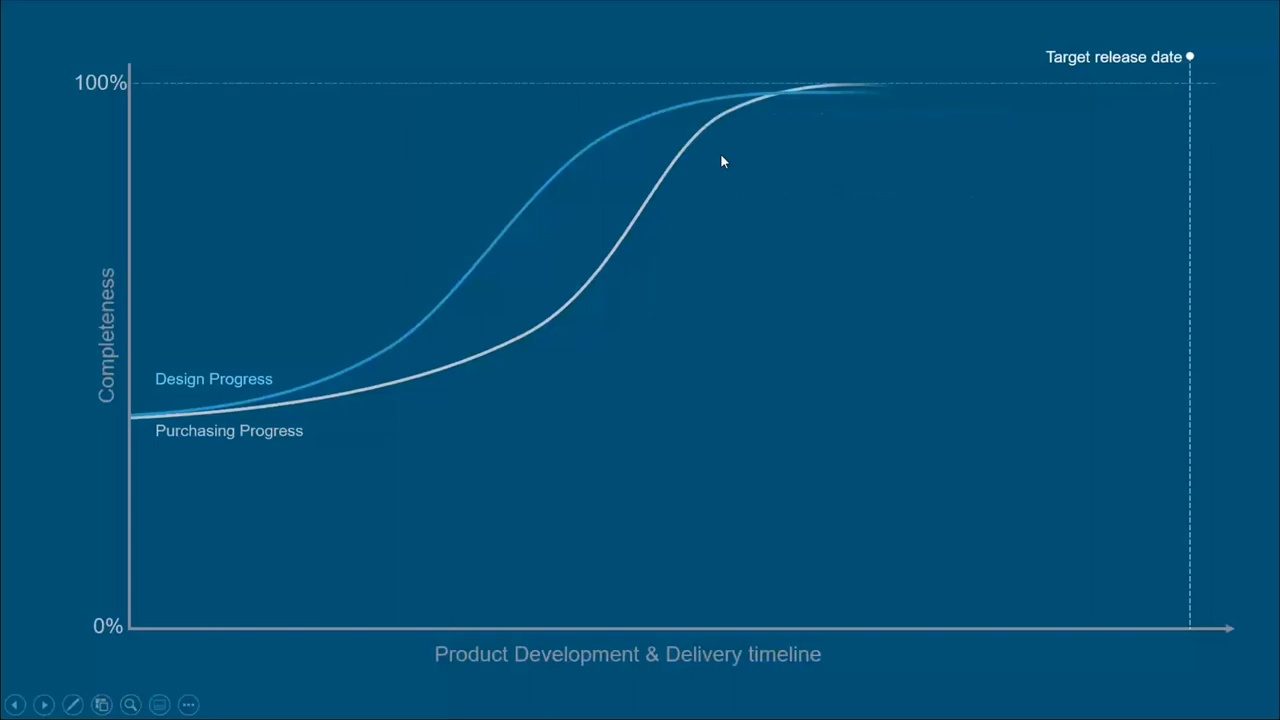 Target release date
100%
Completeness
Design Progress
Purchasing Progress
0%
Product Development & Delivery timeline